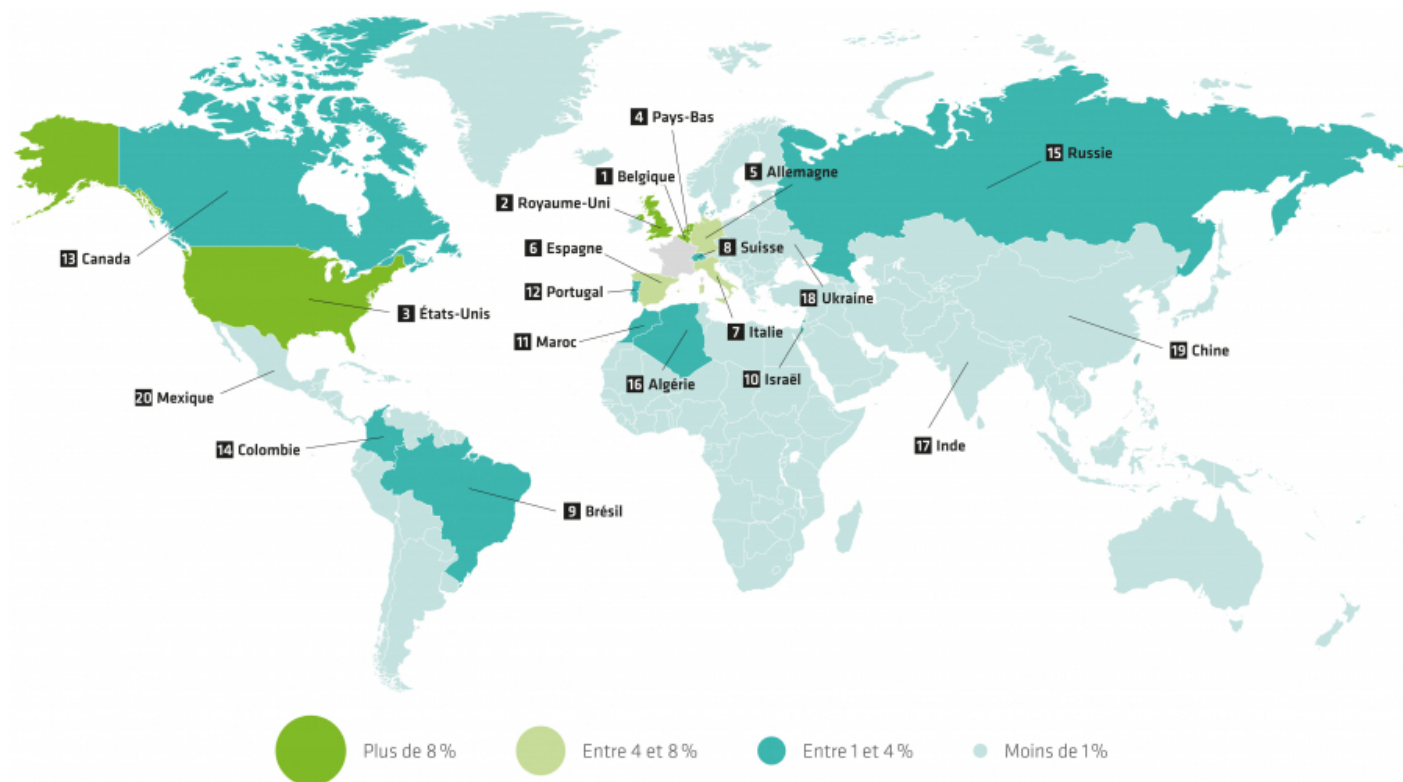 4 Pays-Bas
15 Russie
5 Allemagne
1 Belgique
2 Royaume-Uni
6 Espagne
8 Suisse
13 Canada
12 Portugal
18 Ukraine
3 États-Unis
7 Italie
11 Maroc
19 Chine
10 Israël
16 Algérie
20 Mexique
17 Inde
14 Colombie
9 Brésil
Plus de 8 % Entre 4 et 8 % Entre 1 et 4 % Moins de 1 %